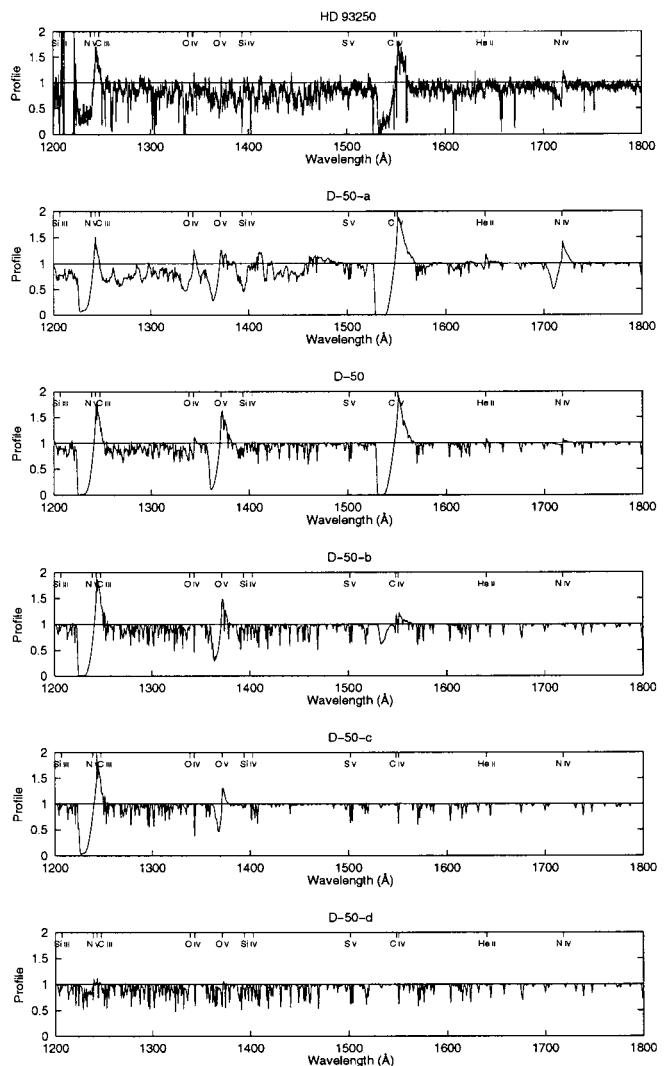 HD 93250
Profile
2
1.5
1
0.5
0
Si III N V C III O IV O V Si IV S V C IV He II N IV
1200 1300 1400 1500 1600 1700 1800
Wavelength (Å)
D-50-a
Profile
2
1.5
1
0.5
0
Si III N V C III O IV O V Si IV S V C IV He II N IV
1200 1300 1400 1500 1600 1700 1800
Wavelength (Å)
D-50
Profile
2
1.5
1
0.5
0
Si III N V C III O IV O V Si IV S V C IV He II N IV
1200 1300 1400 1500 1600 1700 1800
Wavelength (Å)
D-50-b
Profile
2
1.5
1
0.5
0
Si III N V C III O IV O V Si IV S V C IV He II N IV
1200 1300 1400 1500 1600 1700 1800
Wavelength (Å)
D-50-c
Profile
2
1.5
1
0.5
0
Si III N V C III O IV O V Si IV S V C IV He II N IV
1200 1300 1400 1500 1600 1700 1800
Wavelength (Å)
D-50-d
Profile
2
1.5
1
0.5
0
Si III N V C III O IV O V Si IV S V C IV He II N IV
1200 1300 1400 1500 1600 1700 1800
Wavelength (Å)